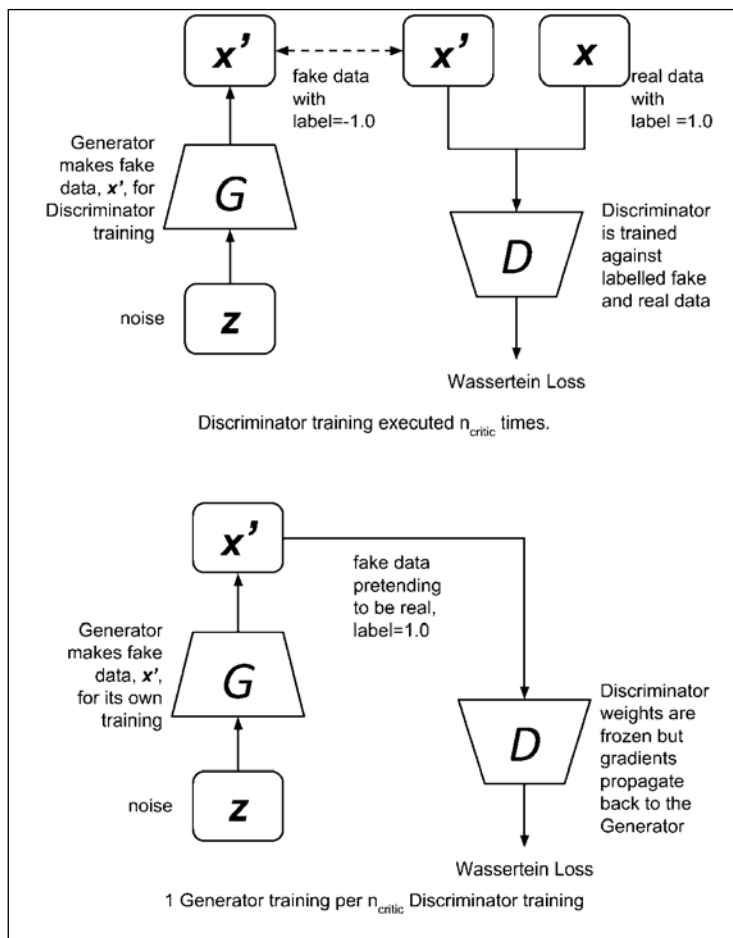 x’
x’
x
fake data
with
label=-1.0
real data
with
label =1.0
Generator
makes fake
data, x’, for
Discriminator
training
G
D
Discriminator
is trained
against
labelled fake
and real data
noise
z
Wassertein Loss
Discriminator training executed n_critic times.
x’
fake data
pretending
to be real,
label=1.0
Generator
makes fake
data, x’,
for its own
training
G
D
Discriminator
weights are
frozen but
gradients
propagate
back to the
Generator
noise
z
Wassertein Loss
1 Generator training per n_critic Discriminator training